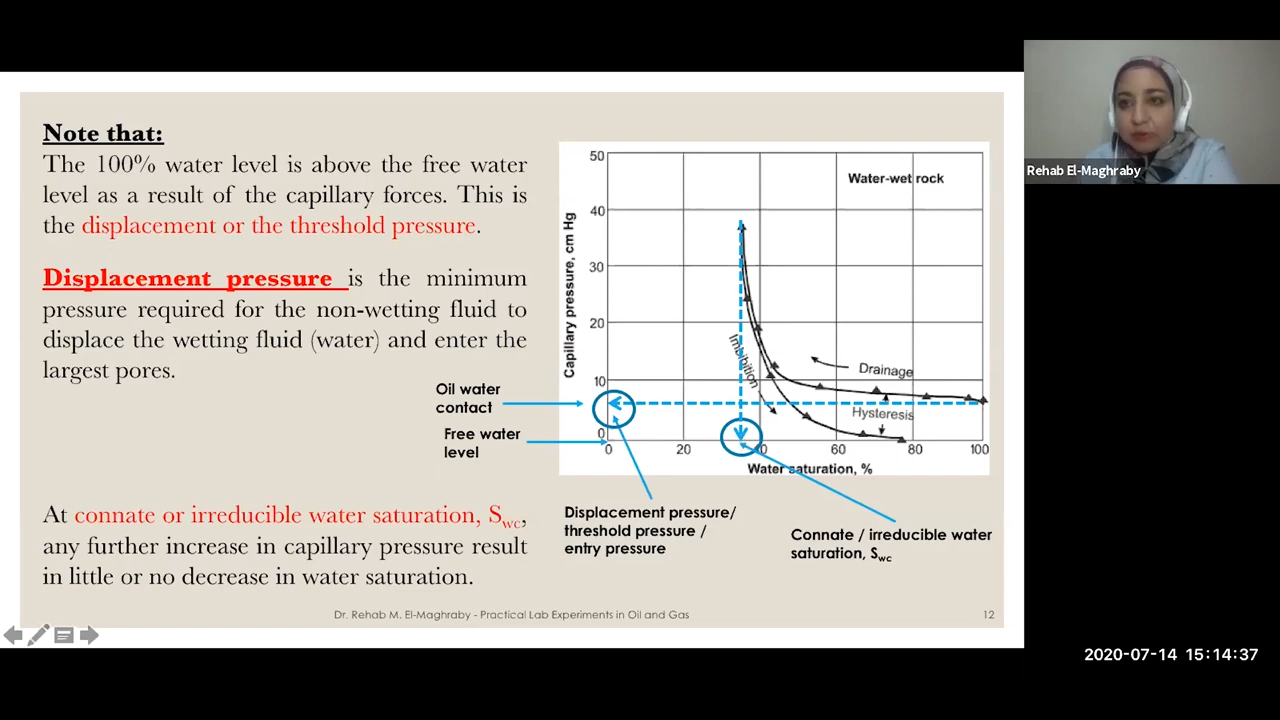 Note that:
The 100% water level is above the free water
level as a result of the capillary forces. This is
the displacement or the threshold pressure.
Displacement pressure is the minimum
pressure required for the non-wetting fluid to
displace the wetting fluid (water) and enter the
largest pores.
Oil water
contact
Free water
level
At connate or irreducible water saturation, Swc,
any further increase in capillary pressure result
in little or no decrease in water saturation.
Water-wet rock
Capillary pressure, cm Hg
50
40
30
20
10
0
Imbibition
Drainage
Hysteresis
0 20 40 60 80 100
Water saturation, %
Displacement pressure/
threshold pressure /
entry pressure
Connate / irreducible water
saturation, Swc
Dr. Rehab M. El-Maghraby - Practical Lab Experiments in Oil and Gas
12
Rehab El-Maghraby
2020-07-14 15:14:37